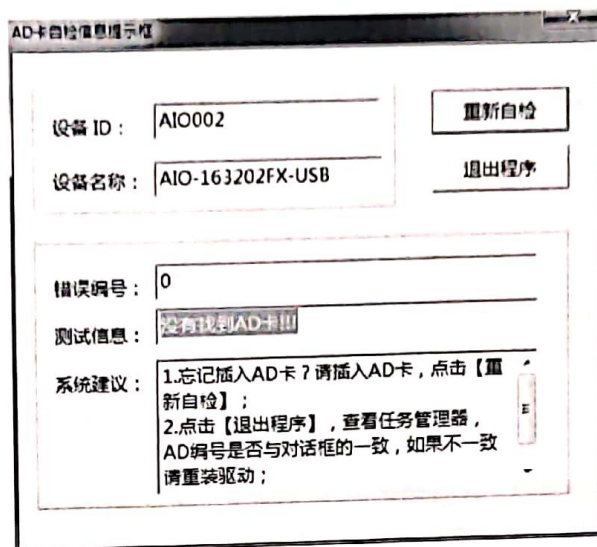 AD卡自检信息提示框
设备 ID： AIO002
重新自检
设备名称： AIO-163202FX-USB
退出程序
错误编号： 0
测试信息： 没有找到AD卡!!!
系统建议： 1.忘记插入AD卡？请插入AD卡，点击【重
新自检】；
2.点击【退出程序】，查看任务管理器，
AD编号是否与对话框的一致，如果不一致
请重装驱动；